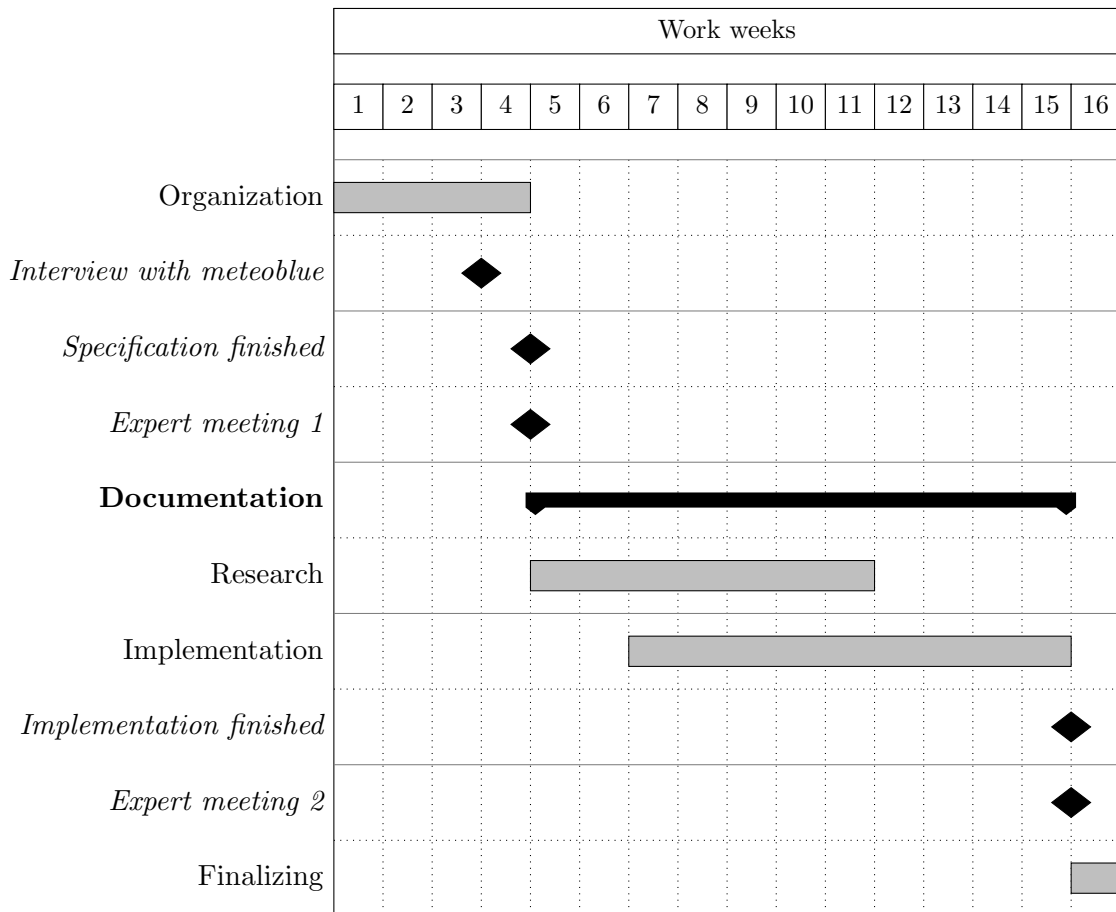 Work weeks
1 2 3 4 5 6 7 8 9 10 11 12 13 14 15 16
Organization
Interview with meteoblue
Specification finished
Expert meeting 1
Documentation
Research
Implementation
Implementation finished
Expert meeting 2
Finalizing